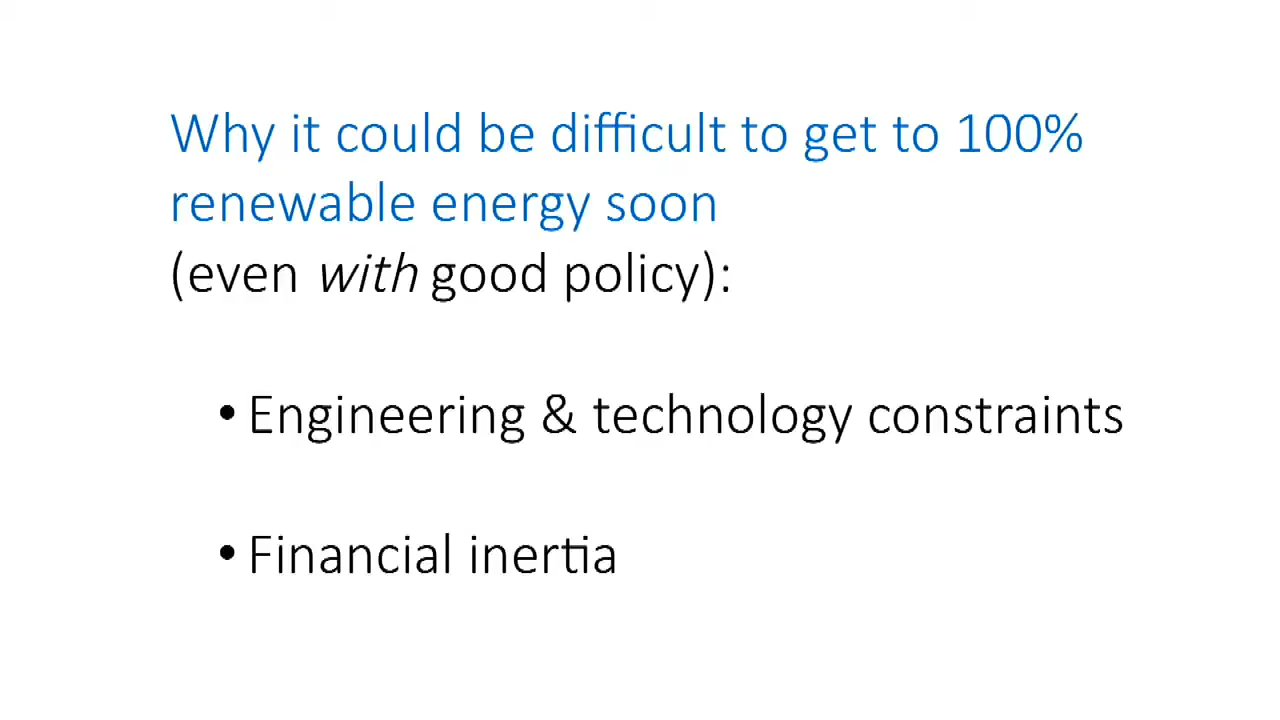 Why it could be difficult to get to 100%
renewable energy soon
(even with good policy):
• Engineering & technology constraints
• Financial inertia